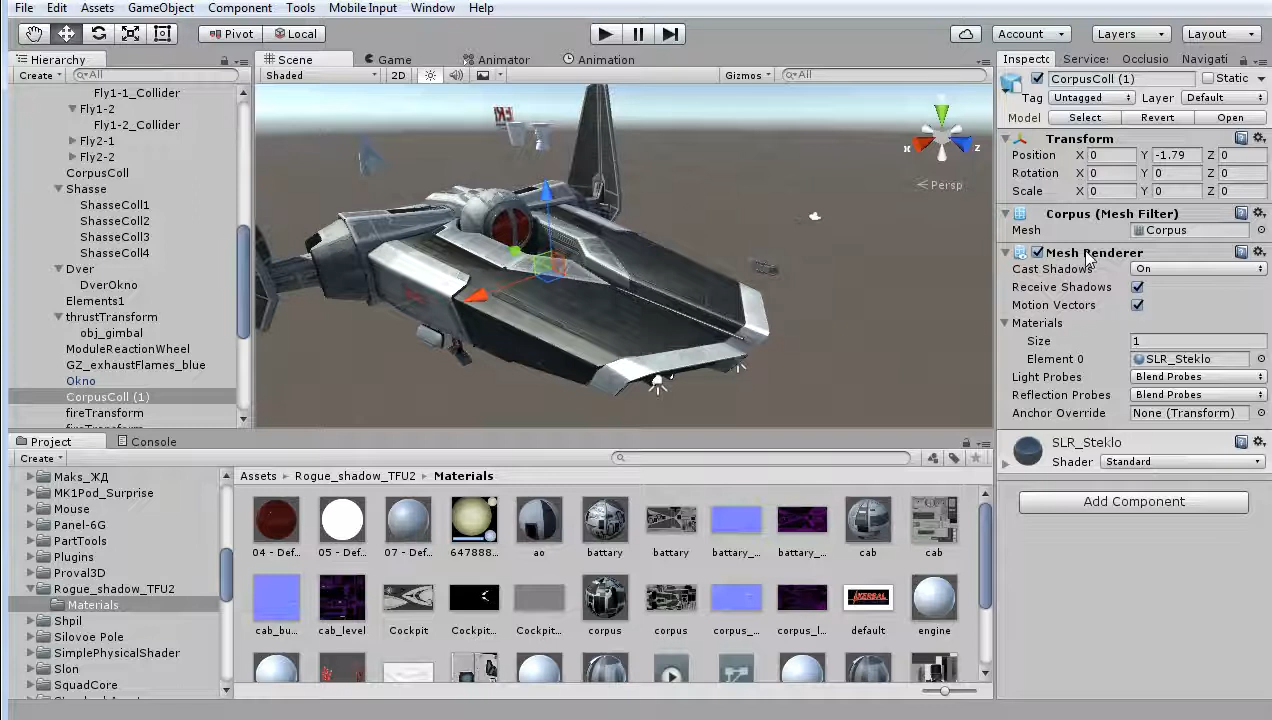 File Edit Assets GameObject Component Tools Mobile Input Window Help
Pivot Local Account Layers Layout
Hierarchy
Create All
Fly1-1_Collider
Fly1-2
Fly1-2_Collider
Fly2-1
Fly2-2
CorpusColl
Shasse
ShasseColl1
ShasseColl2
ShasseColl3
ShasseColl4
Dver
DverOkno
Elements1
thrustTransform
obj_gimbal
ModuleReactionWheel
GZ_exhaustFlames_blue
Okno
CorpusColl (1)
fireTransform
Scene Game Animator Animation
Shaded 2D Gizmos All
x z
Persp
Inspecto Services Occlusio Navigati
CorpusColl (1) Static
Tag Untagged Layer Default
Model Select Revert Open
Transform
Position X 0 Y -1.79 Z 0
Rotation X 0 Y 0 Z 0
Scale X 0 Y 0 Z 0
Corpus (Mesh Filter)
Mesh Corpus
Mesh Renderer
Cast Shadows On
Receive Shadows
Motion Vectors
Materials
Size 1
Element 0 SLR_Steklo
Light Probes Blend Probes
Reflection Probes Blend Probes
Anchor Override None (Transform)
SLR_Steklo
Shader Standard
Add Component
Project Console
Create
Maks_ЖД
MK1Pod_Surprise
Mouse
Panel-6G
PartTools
Plugins
Proval3D
Rogue_shadow_TFU2
Materials
Shpil
Silovoe Pole
SimplePhysicalShader
Slon
SquadCore
Assets Rogue_shadow_TFU2 Materials
04 - Def... 05 - Def... 07 - Def... 647888... ao battary battary battary_... battary_... cab cab
cab_bu... cab_level Cockpit Cockpit... Cockpit... corpus corpus corpus_... corpus_l... default engine